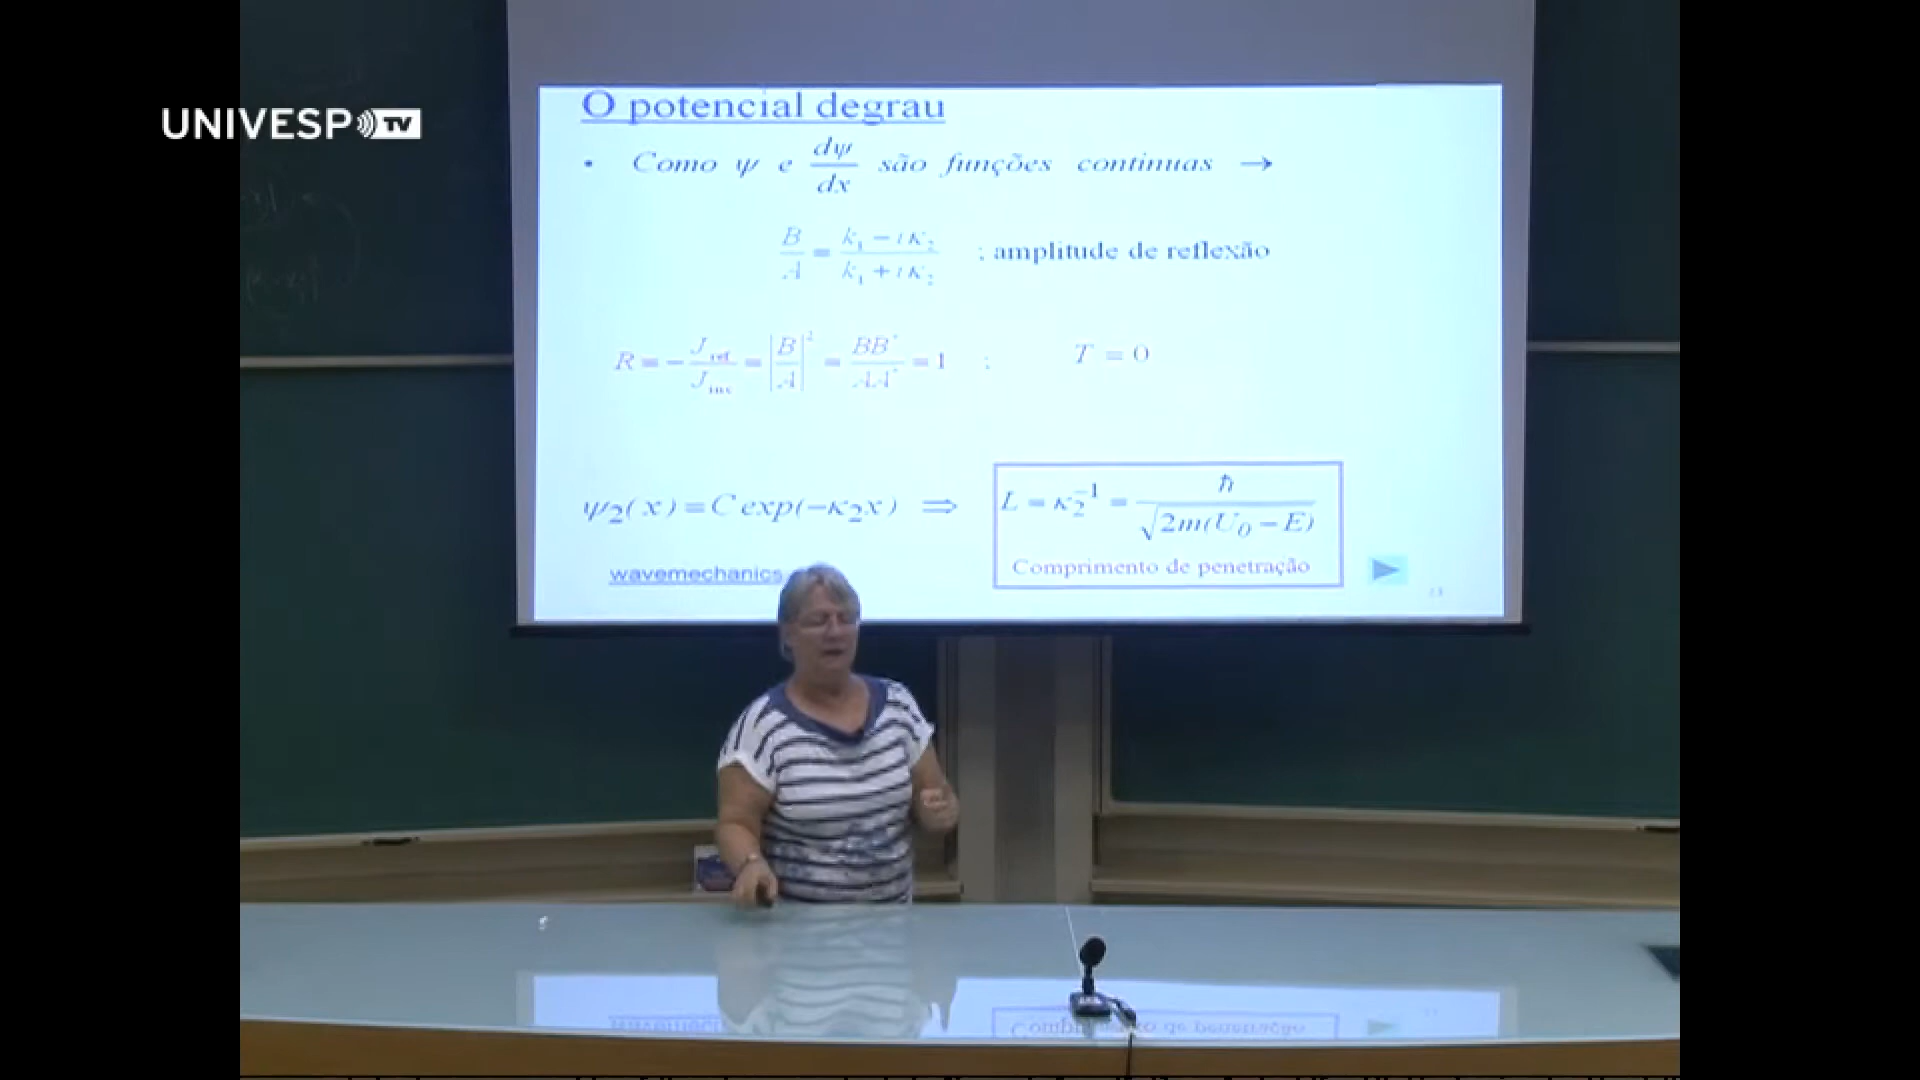 UNIVESP TV
O potencial degrau
• Como ψ e dψ/dx são funções continuas →
B/A = (k₁ − iκ₂)/(k₁ + iκ₂) ; amplitude de reflexão
R = − J_ref/J_inc = |B/A|² = BB*/AA* = 1 ; T = 0
ψ₂(x) = C exp(−κ₂x) ⇒ L = κ₂⁻¹ = ħ/√2m(U₀ − E)
Comprimento de penetração
wavemechanics